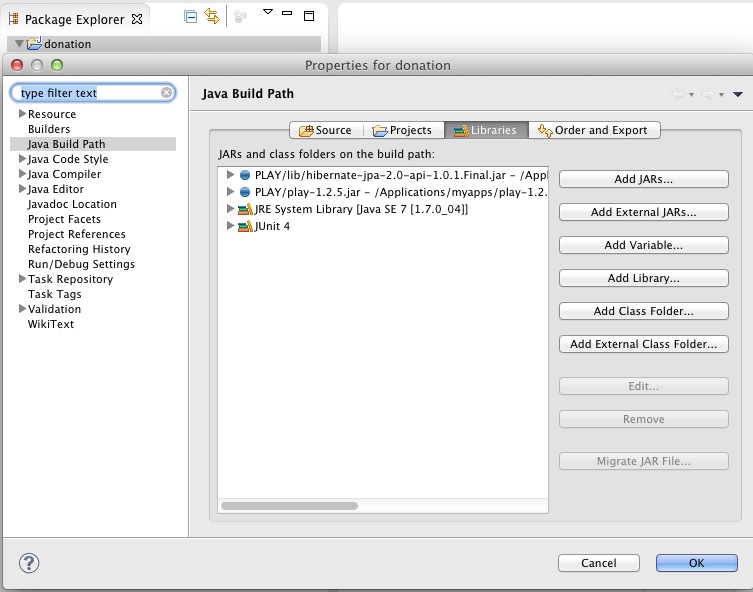 Package Explorer
donation
Properties for donation
type filter text
Java Build Path
Resource
Builders
Java Build Path
Java Code Style
Java Compiler
Java Editor
Javadoc Location
Project Facets
Project References
Refactoring History
Run/Debug Settings
Task Repository
Task Tags
Validation
WikiText
Source Projects Libraries Order and Export
JARs and class folders on the build path:
PLAY/lib/hibernate-jpa-2.0-api-1.0.1.Final.jar - /Appl
PLAY/play-1.2.5.jar - /Applications/myapps/play-1.2.
JRE System Library [Java SE 7 [1.7.0_04]]
JUnit 4
Add JARs...
Add External JARs...
Add Variable...
Add Library...
Add Class Folder...
Add External Class Folder...
Edit...
Remove
Migrate JAR File...
?
Cancel OK